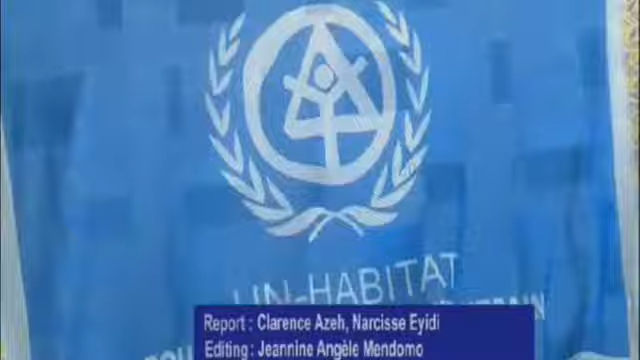 UN-HABITAT
Report : Clarence Azeh, Narcisse Eyidi
Editing : Jeannine Angèle Mendomo